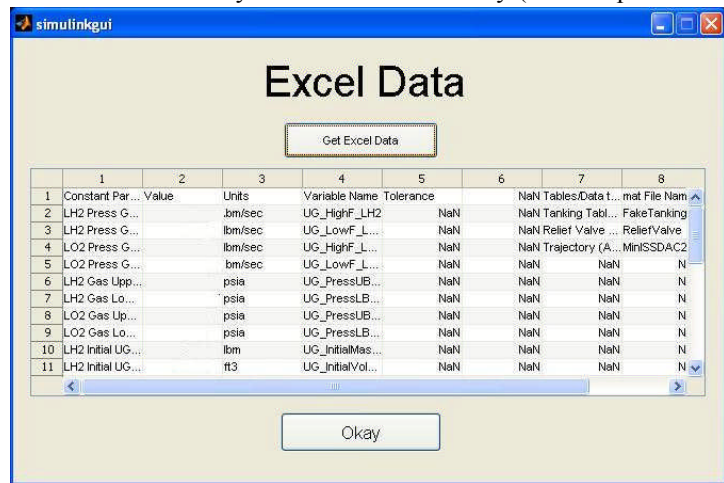 simulinkgui
Excel Data
Get Excel Data
1 2 3 4 5 6 7 8
1 Constant Par... Value Units Variable Name Tolerance NaN Tables/Data t... mat File Nam
2 LH2 Press G... .bm/sec UG_HighF_LH2 NaN NaN Tanking Tabl... FakeTanking
3 LH2 Press G... lbm/sec UG_LowF_L... NaN NaN Relief Valve ... ReliefValve
4 LO2 Press G... lbm/sec UG_HighF_L... NaN NaN Trajectory (A... MinISSDAC2
5 LO2 Press G... bm/sec UG_LowF_L... NaN NaN NaN N
6 LH2 Gas Upp... psia UG_PressUB... NaN NaN NaN N
7 LH2 Gas Lo... psia UG_PressLB... NaN NaN NaN N
8 LO2 Gas Up... psia UG_PressUB... NaN NaN NaN N
9 LO2 Gas Lo... psia UG_PressLB... NaN NaN NaN N
10 LH2 Initial UG... lbm UG_InitialMas... NaN NaN NaN N
11 LH2 Initial UG... ft3 UG_InitialVol... NaN NaN NaN N
Okay